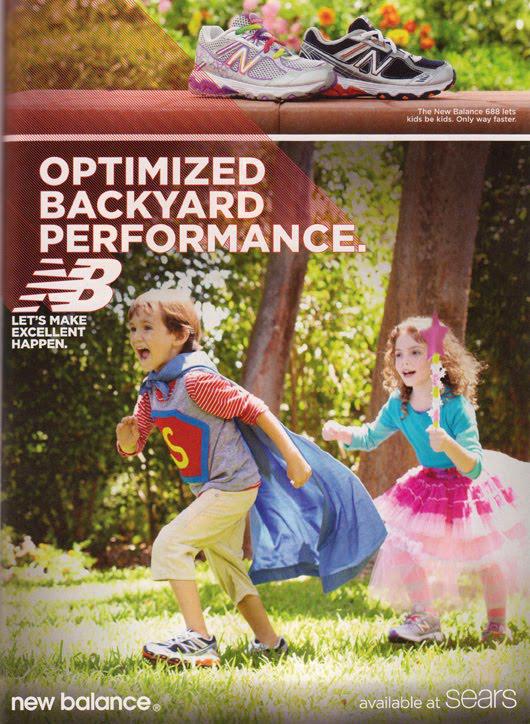 The New Balance 688 lets
kids be kids. Only way faster.
OPTIMIZED
BACKYARD
PERFORMANCE.
NB
LET'S MAKE
EXCELLENT
HAPPEN.
S
new balance®
available at sears